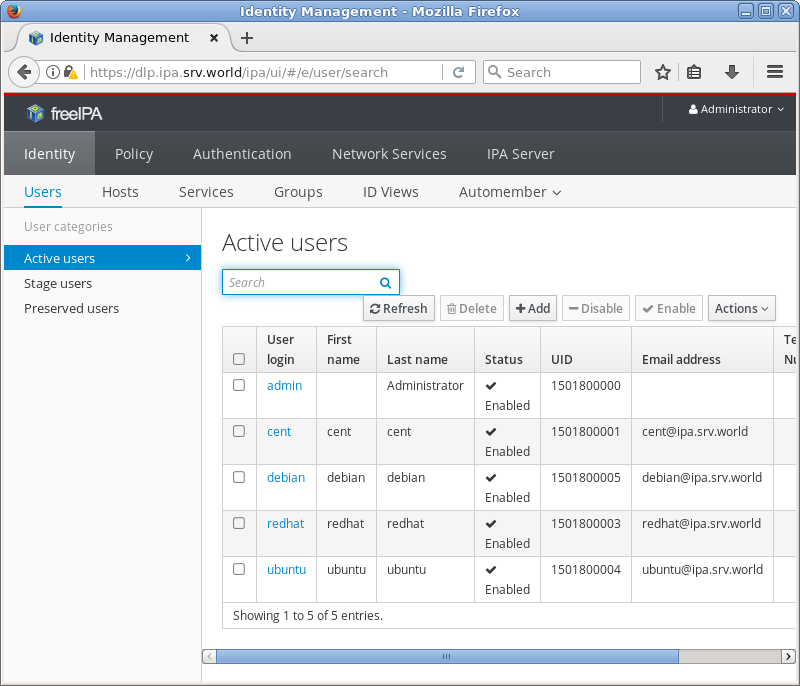 Identity Management - Mozilla Firefox
Identity Management
https://dlp.ipa.srv.world/ipa/ui/#/e/user/search
Search
freeIPA
Administrator
Identity Policy Authentication Network Services IPA Server
Users Hosts Services Groups ID Views Automember
User categories
Active users
Stage users
Preserved users
Active users
Search
Refresh Delete Add Disable Enable Actions
User login First name Last name Status UID Email address Te Nu
admin Administrator Enabled 1501800000
cent cent cent Enabled 1501800001 cent@ipa.srv.world
debian debian debian Enabled 1501800005 debian@ipa.srv.world
redhat redhat redhat Enabled 1501800003 redhat@ipa.srv.world
ubuntu ubuntu ubuntu Enabled 1501800004 ubuntu@ipa.srv.world
Showing 1 to 5 of 5 entries.